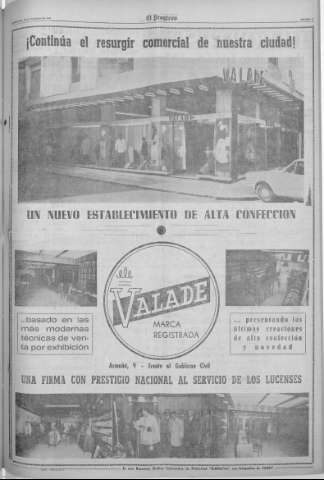 El Progreso
¡Continúa el resurgir comercial de nuestra ciudad!
VALADE
VALADE
UN NUEVO ESTABLECIMIENTO DE ALTA CONFECCION
ele
VALADE
MARCA
REGISTRADA
...basado en las
más modernas
técnicas de ven-
ta por exhibición
... presentando las
últimas creaciones
de alta confección
y novedad
9 - Frente al Gobierno Civil
UNA FIRMA CON PRESTIGIO NACIONAL AL SERVICIO DE LOS LUCENSES